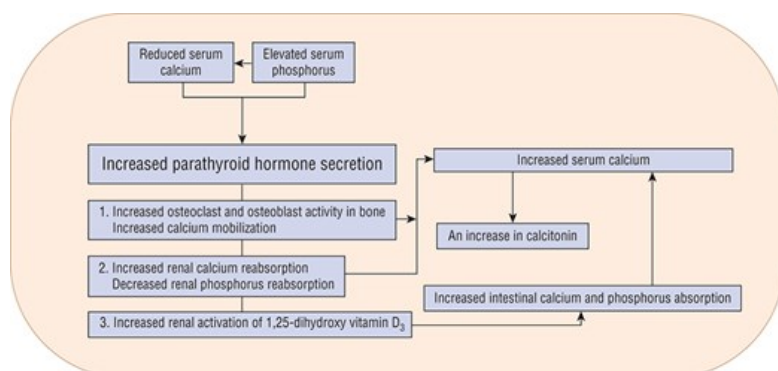 Reduced serum
calcium
Elevated serum
phosphorus
Increased parathyroid hormone secretion
Increased serum calcium
1. Increased osteoclast and osteoblast activity in bone
Increased calcium mobilization
An increase in calcitonin
2. Increased renal calcium reabsorption
Decreased renal phosphorus reabsorption
Increased intestinal calcium and phosphorus absorption
3. Increased renal activation of 1,25-dihydroxy vitamin D₃